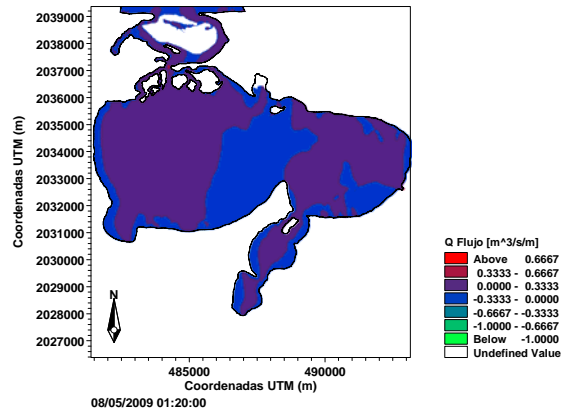 2039000
2038000
2037000
2036000
2035000
2034000
2033000
2032000
2031000
2030000
2029000
2028000
2027000
Coordenadas UTM (m)
N
485000
490000
Coordenadas UTM (m)
08/05/2009 01:20:00
Q Flujo [m^3/s/m]
Above 0.6667
0.3333 - 0.6667
0.0000 - 0.3333
-0.3333 - 0.0000
-0.6667 - -0.3333
-1.0000 - -0.6667
Below -1.0000
Undefined Value